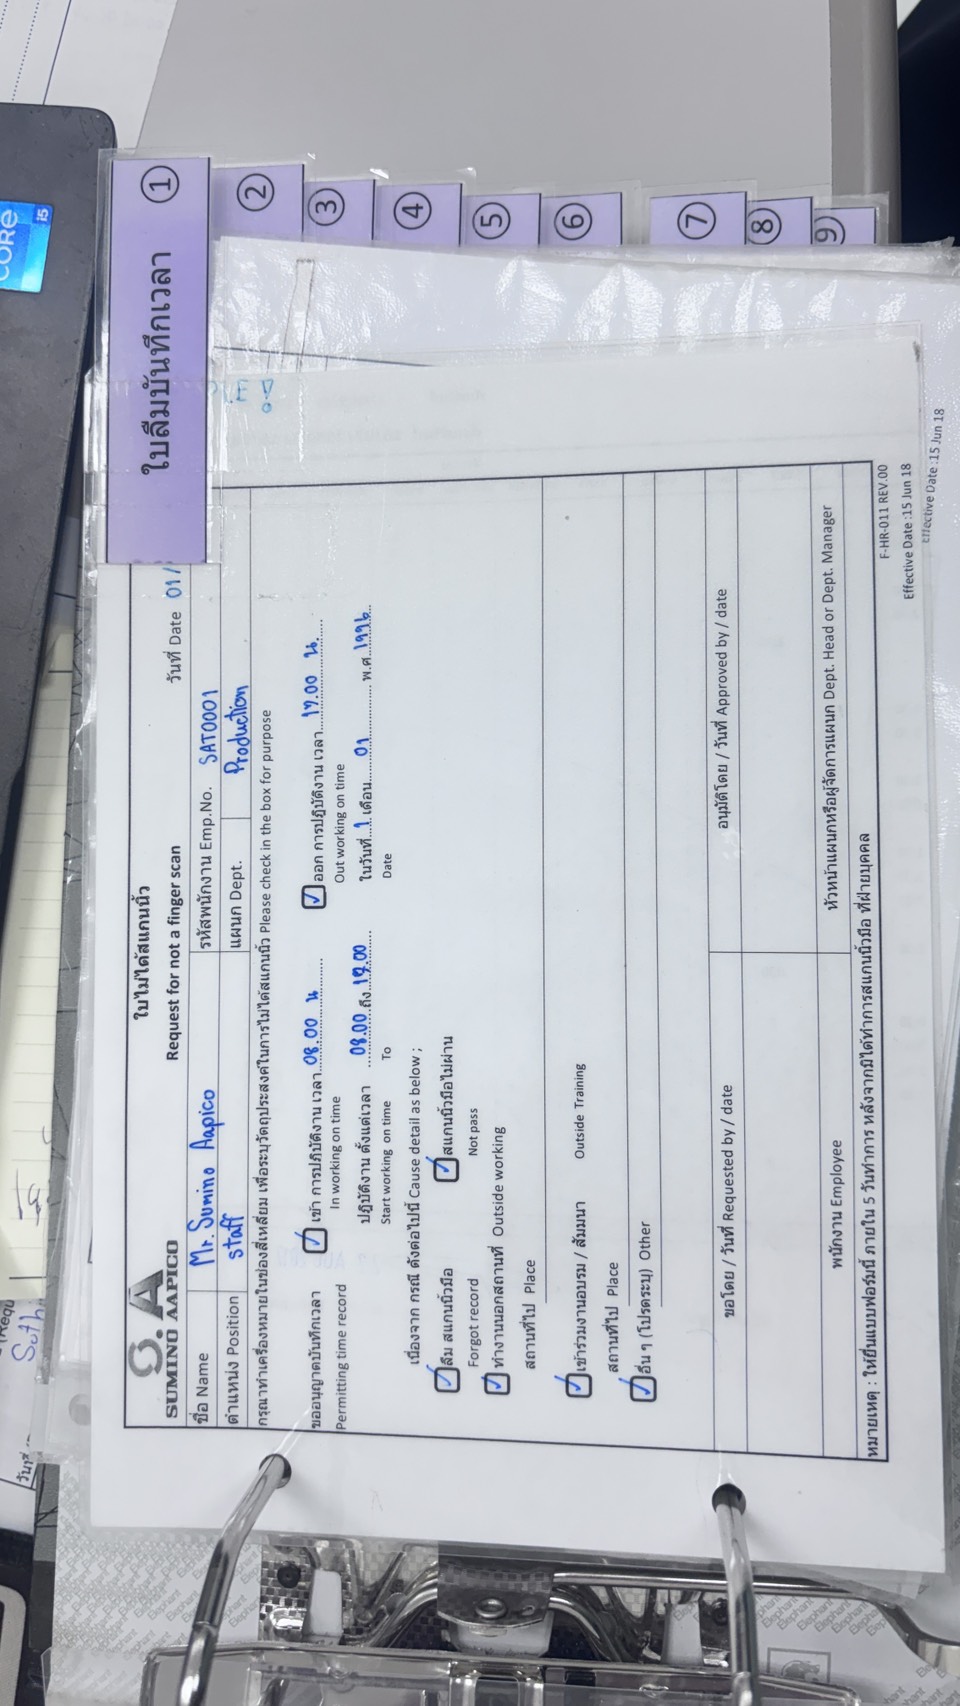 CORE
i5
(Requ
วันที่
ใบลืมบันทึกเวลา ①
②
③
④
⑤
⑥
⑦
⑧
9
S.A
SUMINO AAPICO
ใบไม่ได้สแกนนิ้ว
Request for not a finger scan
วันที่ Date 01/
ชื่อ Name Mr. Sumino Aapico รหัสพนักงาน Emp.No. SAT0001
ตำแหน่ง Position staff แผนก Dept. Production
กรุณาทำเครื่องหมายในช่องสี่เหลี่ยม เพื่อระบุวัตถุประสงค์ในการไม่ได้สแกนนิ้ว Please check in the box for purpose
ขออนุญาตบันทึกเวลา ✓ เข้า การปฏิบัติงาน เวลา 08.00 น ✓ ออก การปฏิบัติงาน เวลา 17.00 น.
Permitting time record In working on time Out working on time
ปฏิบัติงาน ตั้งแต่เวลา 08.00 ถึง 17.00 ในวันที่ 1 เดือน 01 พ.ศ 1996
Start working on time To Date
เนื่องจาก กรณี ดังต่อไปนี้ Cause detail as below ;
✓ ลืม สแกนนิ้วมือ ✓ สแกนนิ้วมือไม่ผ่าน
Forgot record Not pass
✓ ทำงานนอกสถานที่ Outside working
สถานที่ไป Place
✓ เข้าร่วมงานอบรม / สัมมนา Outside Training
สถานที่ไป Place
✓ อื่น ๆ (โปรดระบุ) Other
ขอโดย / วันที่ Requested by / date อนุมัติโดย / วันที่ Approved by / date
พนักงาน Employee หัวหน้าแผนกหรือผู้จัดการแผนก Dept. Head or Dept. Manager
หมายเหตุ : ให้ยื่นแบบฟอร์มนี้ ภายใน 5 วันทำการ หลังจากมิได้ทำการสแกนนิ้วมือ ที่ฝ่ายบุคคล
F-HR-011 REV.00
Effective Date :15 Jun 18
Effective Date :15 Jun 18